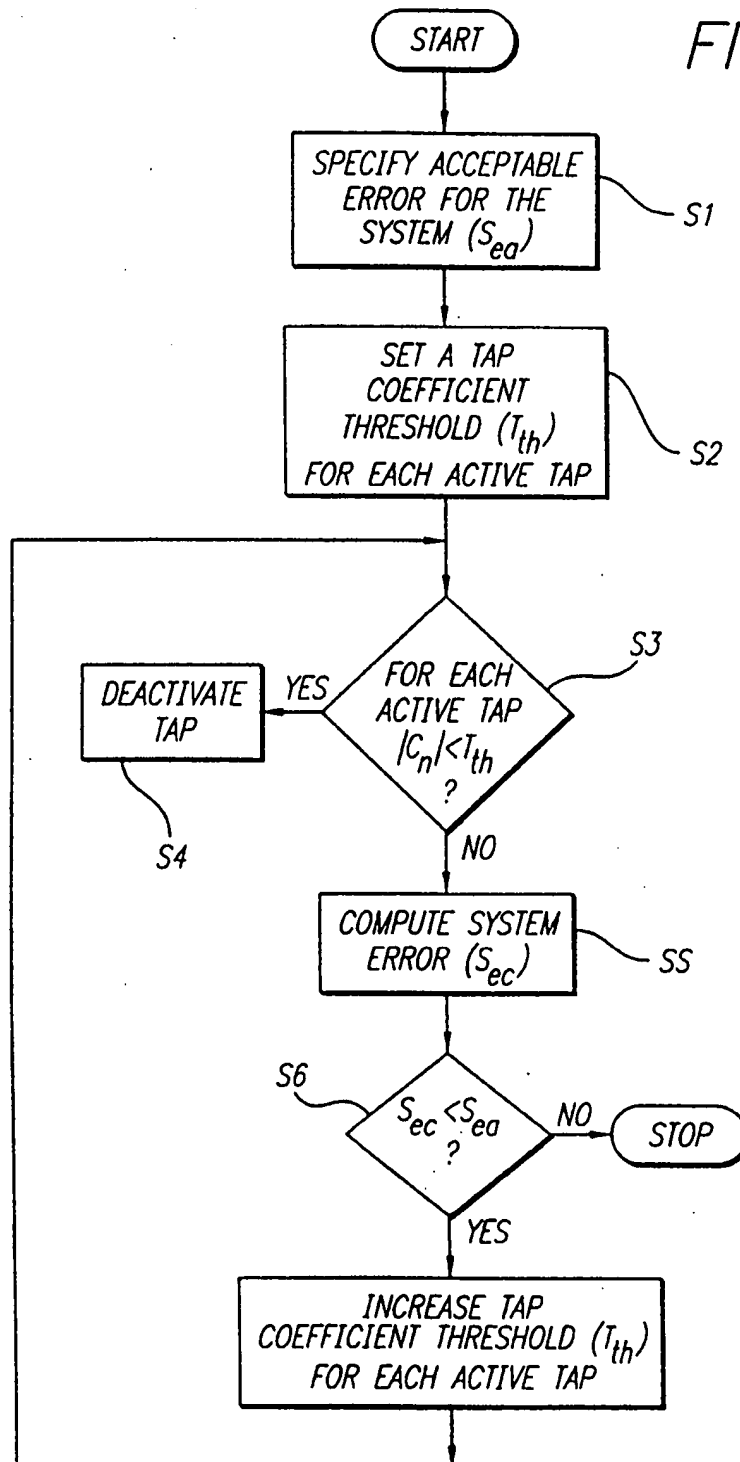 START
FI
SPECIFY ACCEPTABLE
ERROR FOR THE
SYSTEM (Sea)
S1
SET A TAP
COEFFICIENT
THRESHOLD (Tth)
FOR EACH ACTIVE TAP
S2
S3
FOR EACH
ACTIVE TAP
|Cn|<Tth
?
YES
DEACTIVATE
TAP
S4
NO
COMPUTE SYSTEM
ERROR (Sec)
SS
S6
Sec <Sea
?
NO
STOP
YES
INCREASE TAP
COEFFICIENT THRESHOLD (Tth)
FOR EACH ACTIVE TAP